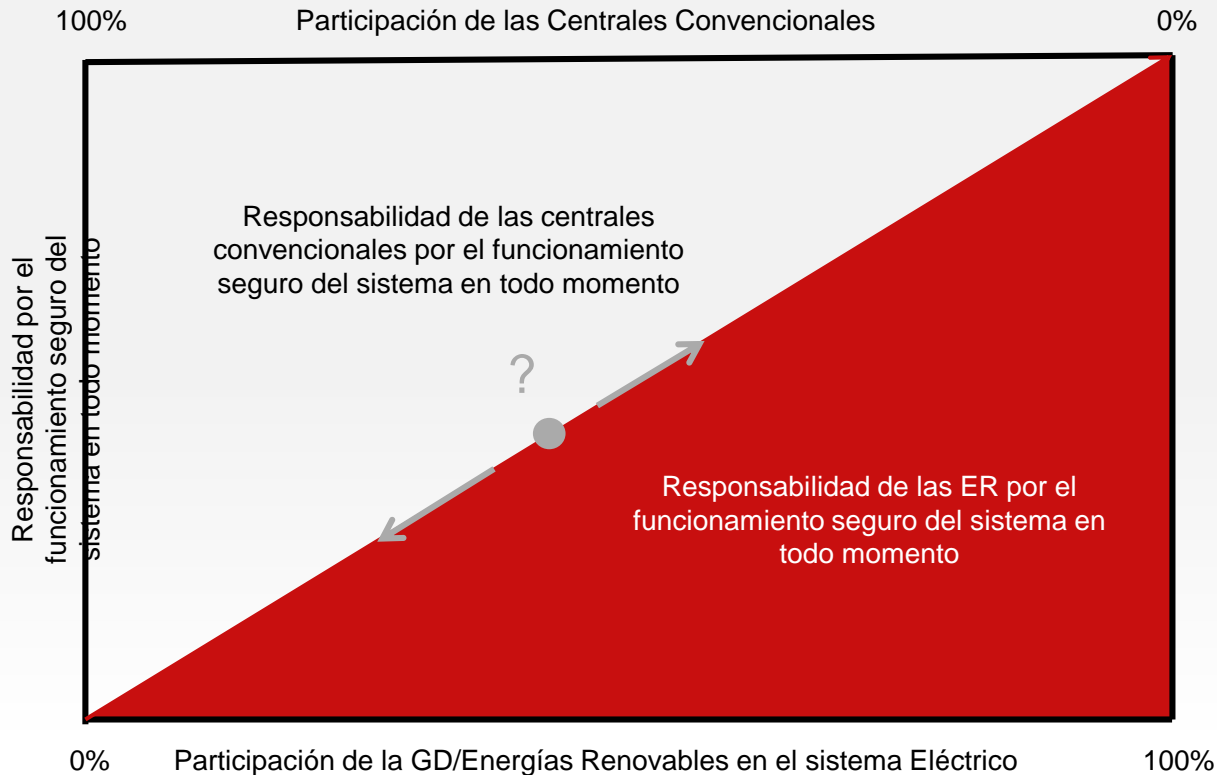 100%
Participación de las Centrales Convencionales
0%
Responsabilidad de las centrales
convencionales por el funcionamiento
seguro del sistema en todo momento
Responsabilidad por el
funcionamiento seguro del
sistema en todo momento
?
Responsabilidad de las ER por el
funcionamiento seguro del sistema en
todo momento
0%
Participación de la GD/Energías Renovables en el sistema Eléctrico
100%